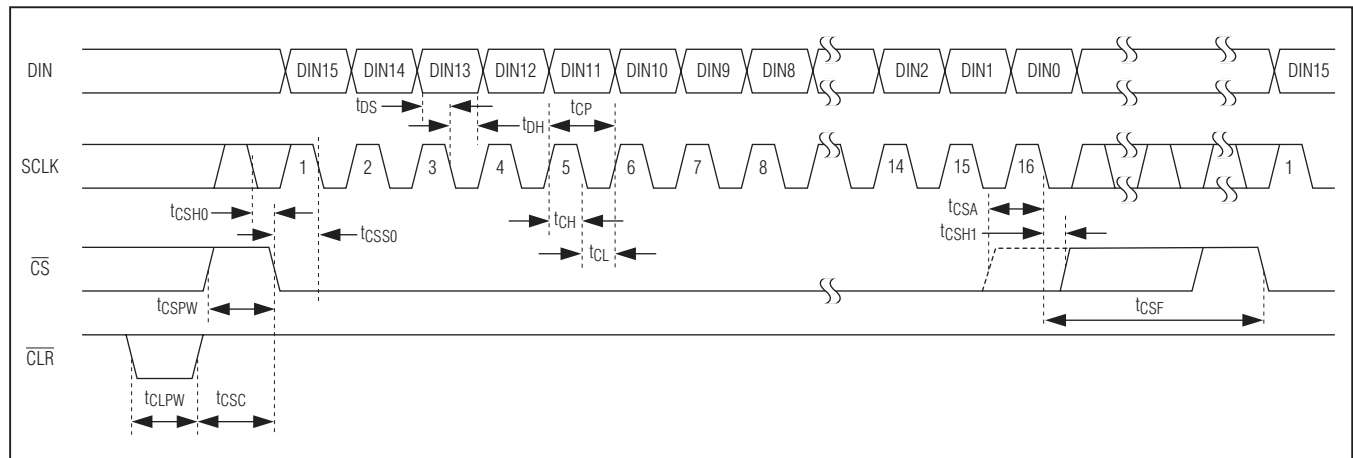 DIN DIN15 DIN14 DIN13 DIN12 DIN11 DIN10 DIN9 DIN8 DIN2 DIN1 DIN0 DIN15
tDS tDH tCP
SCLK 1 2 3 4 5 6 7 8 14 15 16 1
tCSH0 tCSS0 tCH tCL tCSA tCSH1
CS
tCSPW tCSF
CLR
tCLPW tCSC